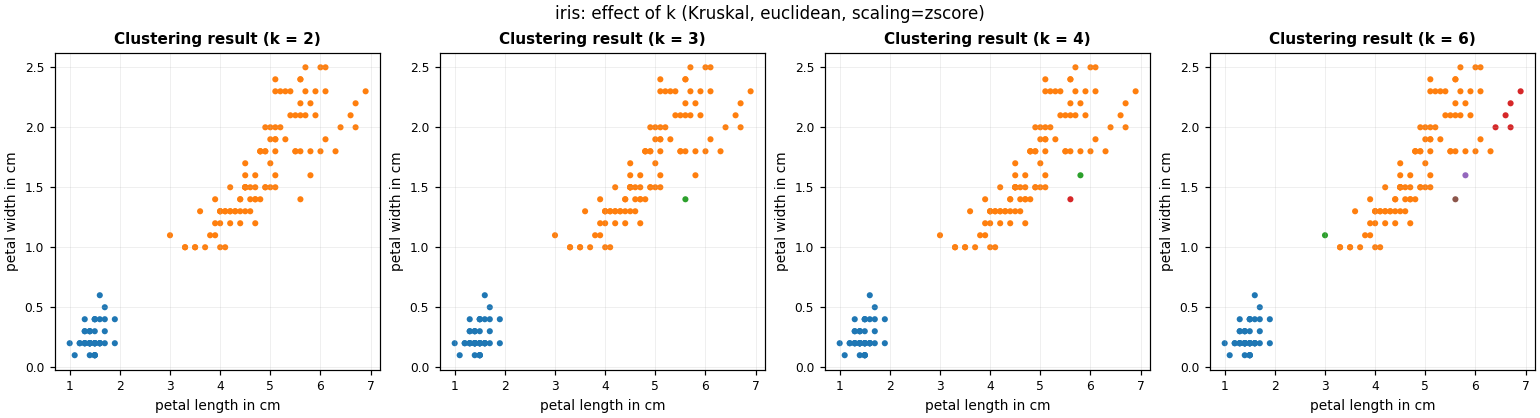 iris: effect of k (Kruskal, euclidean, scaling=zscore)
Clustering result (k = 2)
2.5
2.0
1.5
1.0
0.5
0.0
petal width in cm
1 2 3 4 5 6 7
petal length in cm
Clustering result (k = 3)
2.5
2.0
1.5
1.0
0.5
0.0
petal width in cm
1 2 3 4 5 6 7
petal length in cm
Clustering result (k = 4)
2.5
2.0
1.5
1.0
0.5
0.0
petal width in cm
1 2 3 4 5 6 7
petal length in cm
Clustering result (k = 6)
2.5
2.0
1.5
1.0
0.5
0.0
petal width in cm
1 2 3 4 5 6 7
petal length in cm